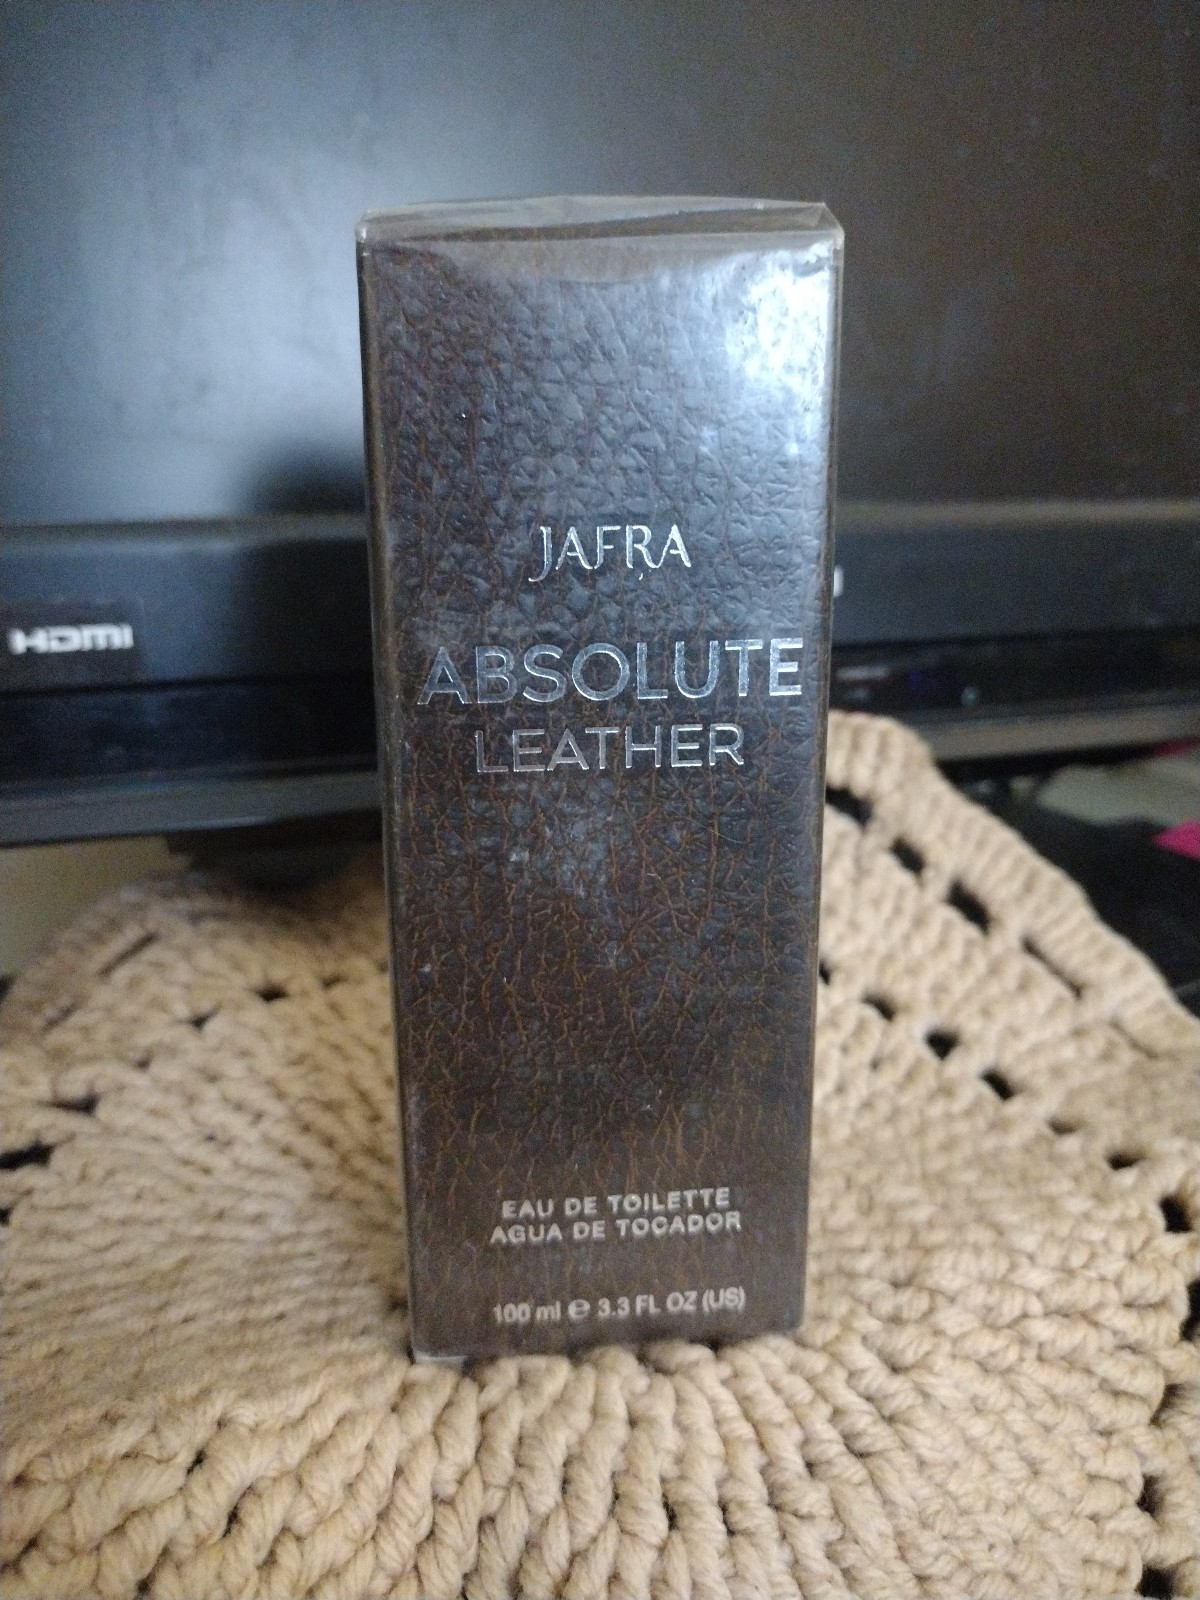 HDMI
JAFRA
ABSOLUTE
LEATHER
EAU DE TOILETTE
AGUA DE TOCADOR
100 ml ℮ 3.3 FL OZ (US)